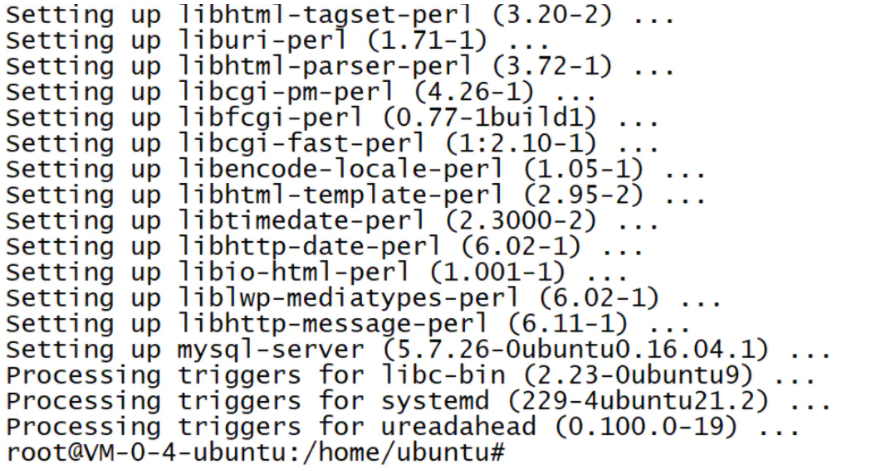 Setting up libhtml-tagset-perl (3.20-2) ...
Setting up liburi-perl (1.71-1) ...
Setting up libhtml-parser-perl (3.72-1) ...
Setting up libcgi-pm-perl (4.26-1) ...
Setting up libfcgi-perl (0.77-1build1) ...
Setting up libcgi-fast-perl (1:2.10-1) ...
Setting up libencode-locale-perl (1.05-1) ...
Setting up libhtml-template-perl (2.95-2) ...
Setting up libtimedate-perl (2.3000-2) ...
Setting up libhttp-date-perl (6.02-1) ...
Setting up libio-html-perl (1.001-1) ...
Setting up liblwp-mediatypes-perl (6.02-1) ...
Setting up libhttp-message-perl (6.11-1) ...
Setting up mysql-server (5.7.26-0ubuntu0.16.04.1) ...
Processing triggers for libc-bin (2.23-0ubuntu9) ...
Processing triggers for systemd (229-4ubuntu21.2) ...
Processing triggers for ureadahead (0.100.0-19) ...
root@VM-0-4-ubuntu:/home/ubuntu#